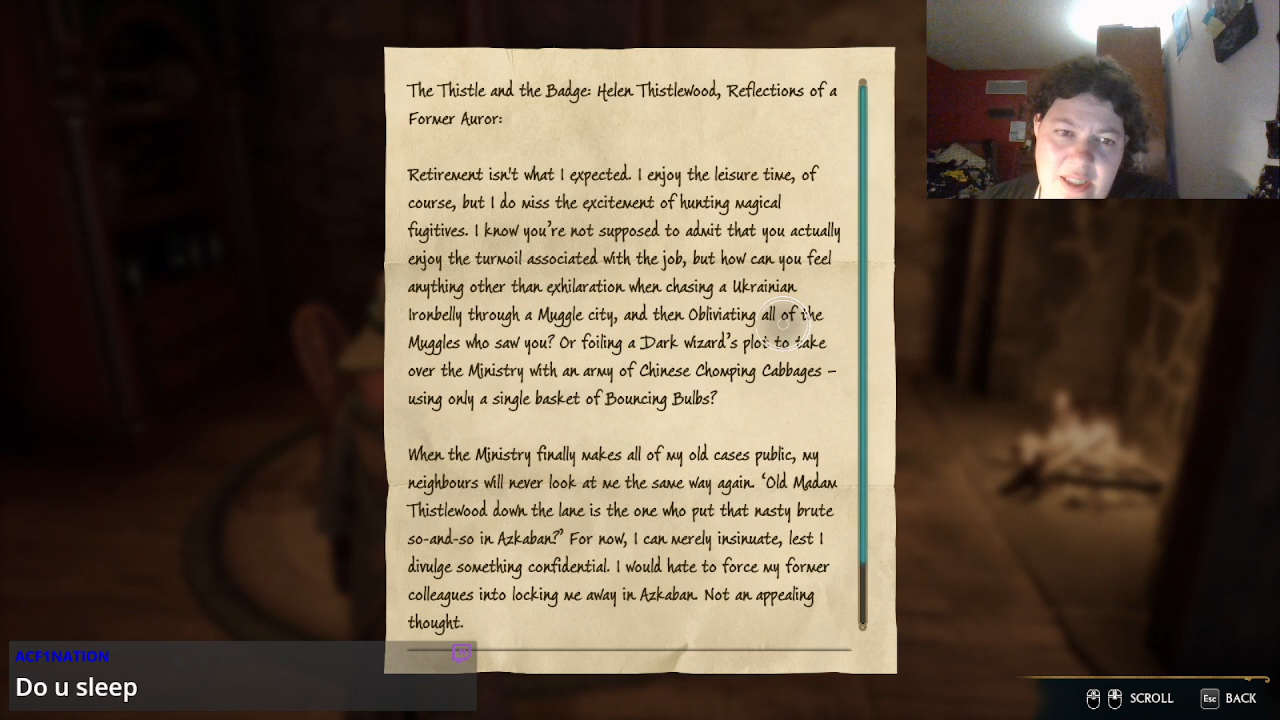 The Thistle and the Badge: Helen Thistlewood, Reflections of a
Former Auror:
Retirement isn't what I expected. I enjoy the leisure time, of
course, but I do miss the excitement of hunting magical
fugitives. I know you're not supposed to admit that you actually
enjoy the turmoil associated with the job, but how can you feel
anything other than exhilaration when chasing a Ukrainian
Ironbelly through a Muggle city, and then Obliviating all of the
Muggles who saw you? Or foiling a Dark wizard's plot to take
over the Ministry with an army of Chinese Chomping Cabbages –
using only a single basket of Bouncing Bulbs?
When the Ministry finally makes all of my old cases public, my
neighbours will never look at me the same way again. 'Old Madam
Thistlewood down the lane is the one who put that nasty brute
so-and-so in Azkaban?' For now, I can merely insinuate, lest I
divulge something confidential. I would hate to force my former
colleagues into locking me away in Azkaban. Not an appealing
thought.
ACF1NATION
Do u sleep
SCROLL
Esc BACK